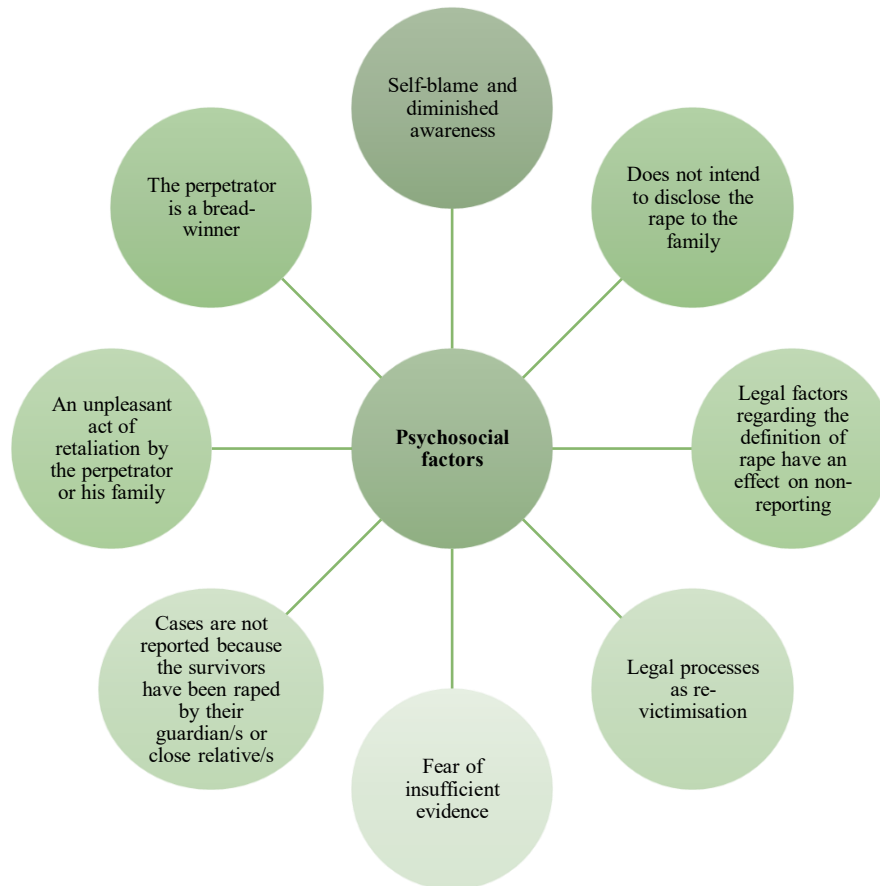 Self-blame and
diminished
awareness
Does not intend
to disclose the
rape to the
family
Legal factors
regarding the
definition of
rape have an
effect on non-
reporting
Legal processes
as re-
victimisation
Fear of
insufficient
evidence
Cases are not
reported because
the survivors
have been raped
by their
guardian/s or
close relative/s
An unpleasant
act of
retaliation by
the perpetrator
or his family
The perpetrator
is a bread-
winner
Psychosocial
factors